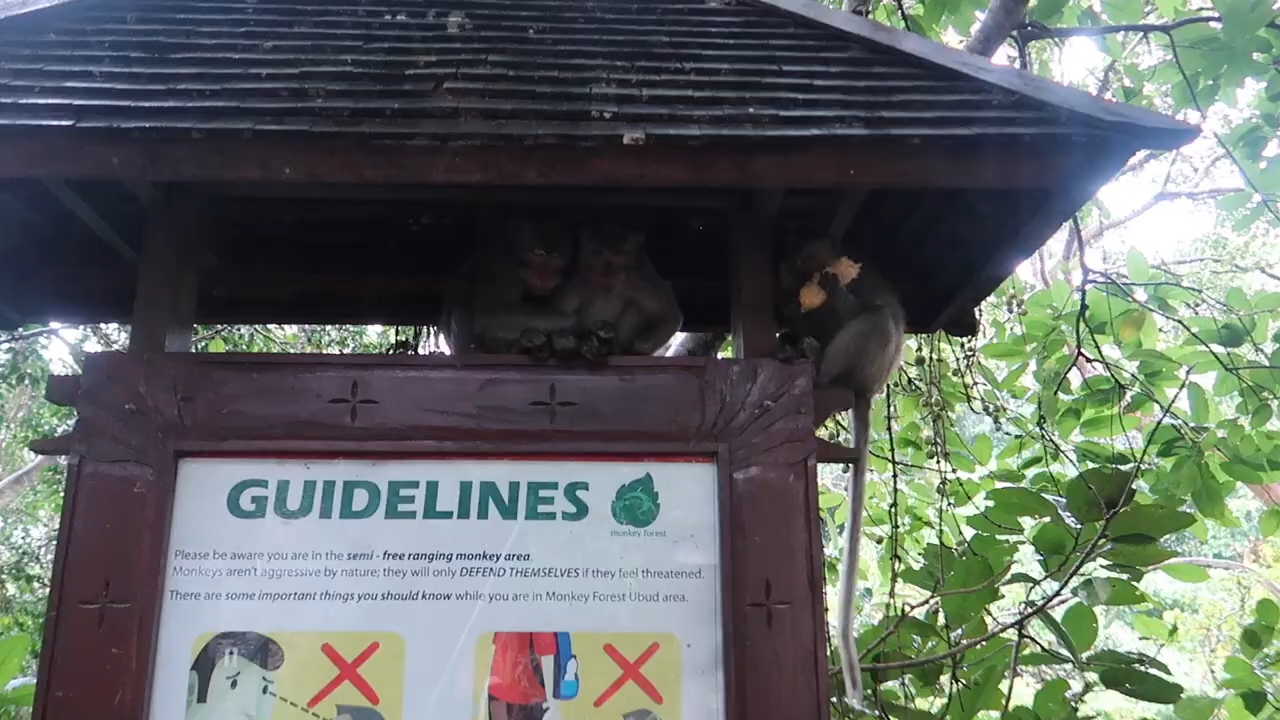 GUIDELINES
monkey forest
Please be aware you are in the semi - free ranging monkey area.
Monkeys aren't aggressive by nature; they will only DEFEND THEMSELVES if they feel threatened.
There are some important things you should know while you are in Monkey Forest Ubud area.